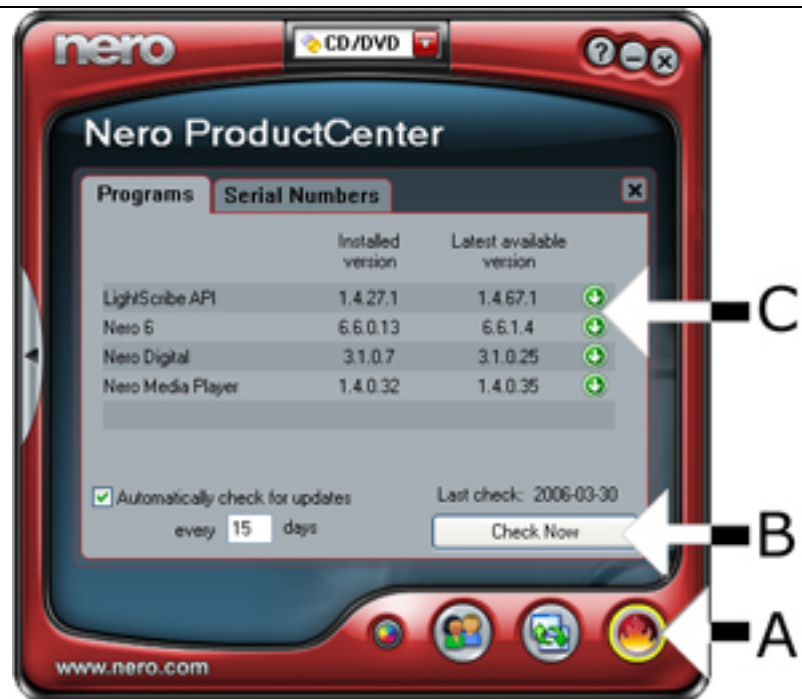 nero
CD/DVD
?
Nero ProductCenter
Programs Serial Numbers
Installed version Latest available version
LightScribe API 1.4.27.1 1.4.67.1
Nero 6 6.6.0.13 6.6.1.4
Nero Digital 3.1.0.7 3.1.0.25
Nero Media Player 1.4.0.32 1.4.0.35
C
Automatically check for updates Last check: 2006-03-30
every 15 days Check Now
B
A
www.nero.com